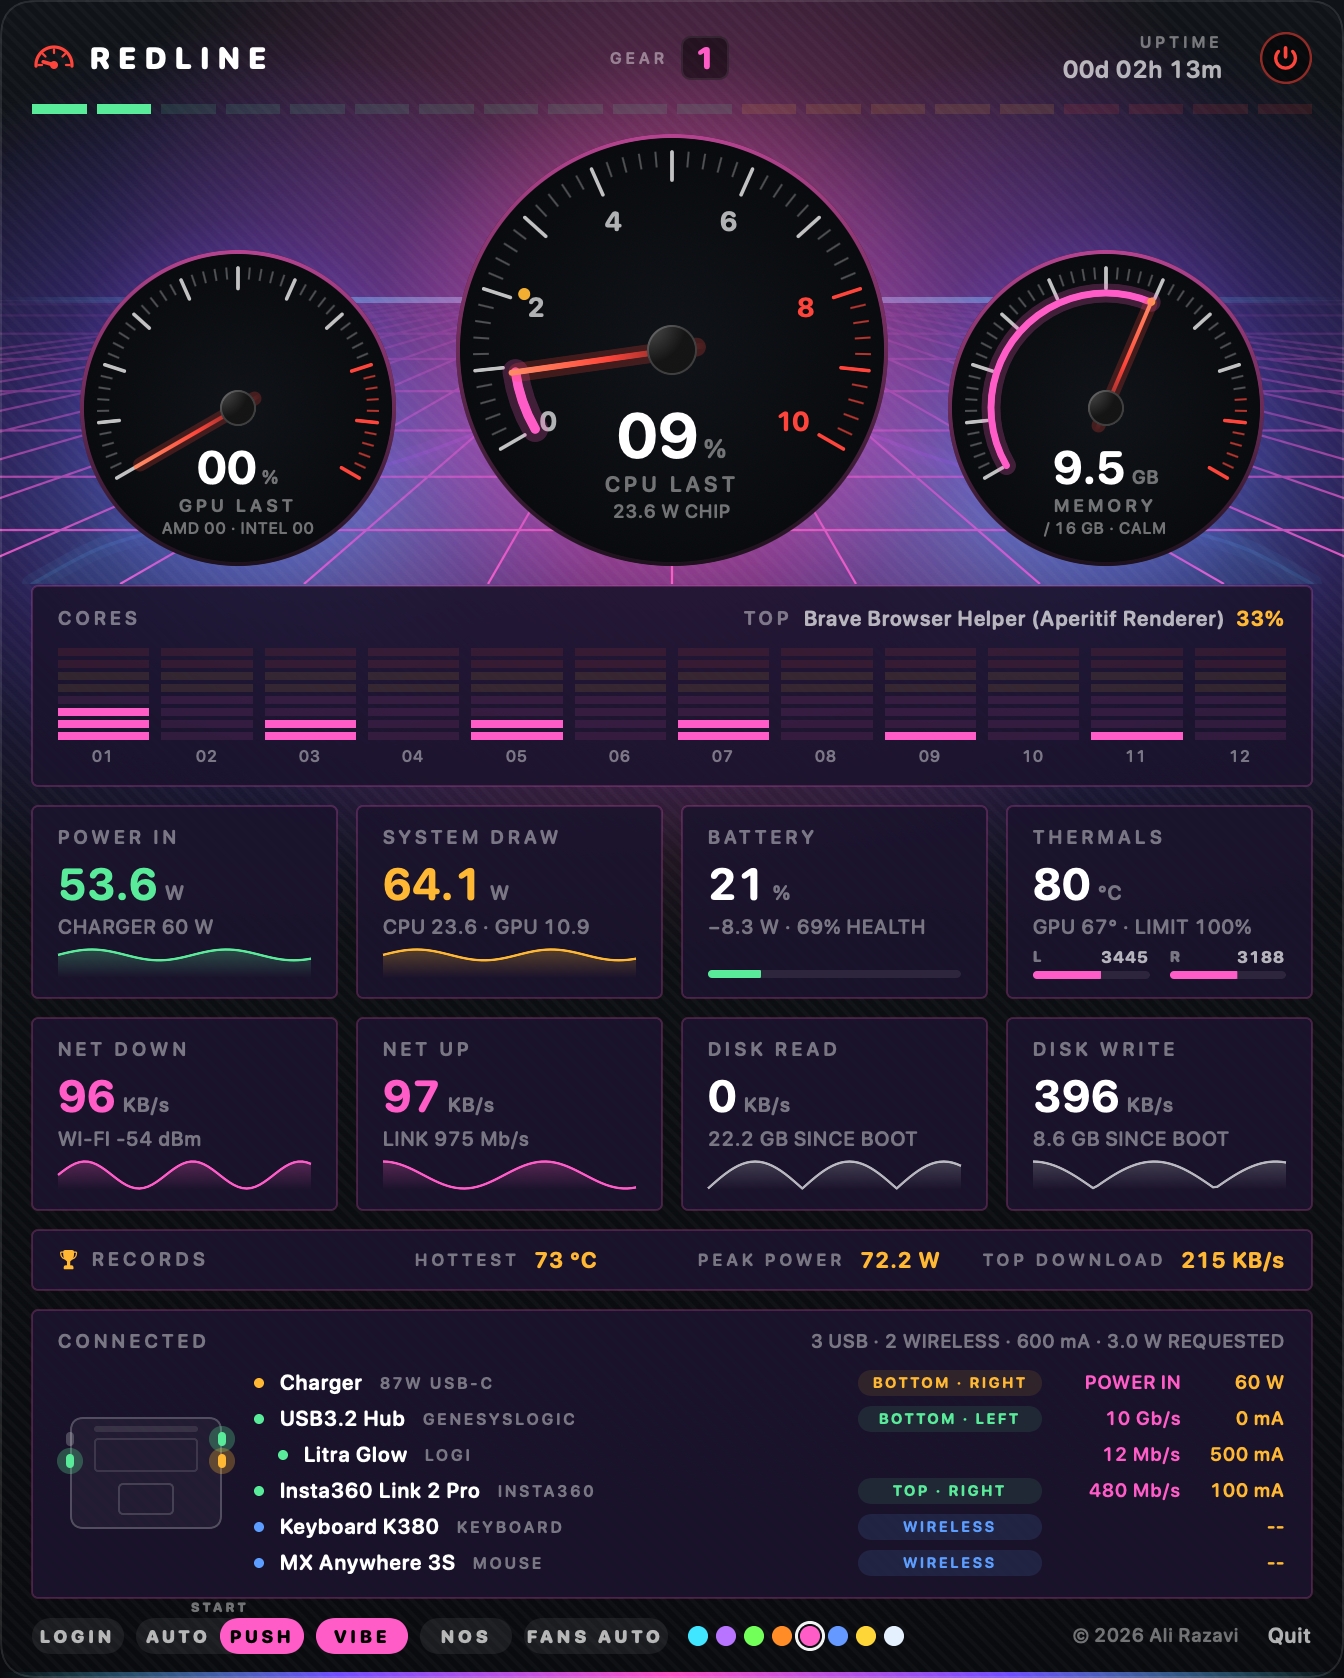 REDLINE
GEAR 1
UPTIME
00d 02h 13m
4 6
2 8
0 10
09 %
CPU LAST
23.6 W CHIP
00 %
GPU LAST
AMD 00 · INTEL 00
9.5 GB
MEMORY
/ 16 GB · CALM
CORES TOP Brave Browser Helper (Aperitif Renderer) 33%
01 02 03 04 05 06 07 08 09 10 11 12
POWER IN
53.6 W
CHARGER 60 W
SYSTEM DRAW
64.1 W
CPU 23.6 · GPU 10.9
BATTERY
21 %
−8.3 W · 69% HEALTH
THERMALS
80 °C
GPU 67° · LIMIT 100%
L 3445 R 3188
NET DOWN
96 KB/s
WI-FI -54 dBm
NET UP
97 KB/s
LINK 975 Mb/s
DISK READ
0 KB/s
22.2 GB SINCE BOOT
DISK WRITE
396 KB/s
8.6 GB SINCE BOOT
RECORDS HOTTEST 73 °C PEAK POWER 72.2 W TOP DOWNLOAD 215 KB/s
CONNECTED 3 USB · 2 WIRELESS · 600 mA · 3.0 W REQUESTED
Charger 87W USB-C BOTTOM · RIGHT POWER IN 60 W
USB3.2 Hub GENESYSLOGIC BOTTOM · LEFT 10 Gb/s 0 mA
Litra Glow LOGI 12 Mb/s 500 mA
Insta360 Link 2 Pro INSTA360 TOP · RIGHT 480 Mb/s 100 mA
Keyboard K380 KEYBOARD WIRELESS --
MX Anywhere 3S MOUSE WIRELESS --
START
LOGIN AUTO PUSH VIBE NOS FANS AUTO © 2026 Ali Razavi Quit